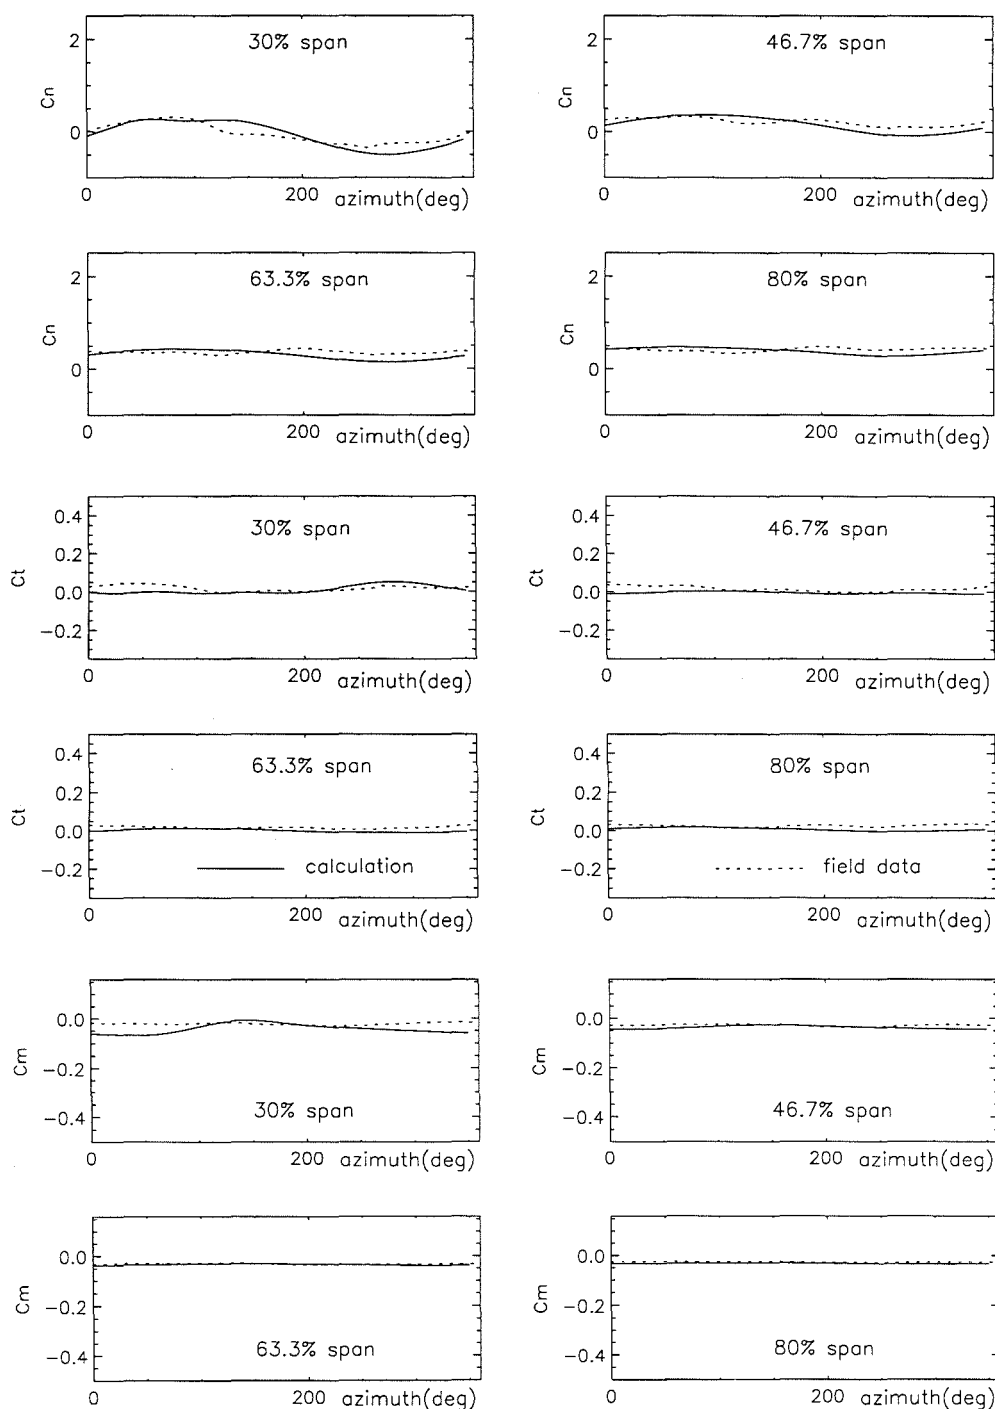 2
30% span
Cn
0
0
200
azimuth(deg)
2
46.7% span
Cn
0
0
200
azimuth(deg)
2
63.3% span
Cn
0
0
200
azimuth(deg)
2
80% span
Cn
0
0
200
azimuth(deg)
0.4
30% span
0.2
Ct
0.0
−0.2
0
200
azimuth(deg)
0.4
46.7% span
0.2
Ct
0.0
−0.2
0
200
azimuth(deg)
0.4
63.3% span
0.2
Ct
0.0
−0.2
calculation
0
200
azimuth(deg)
0.4
80% span
0.2
Ct
0.0
−0.2
field data
0
200
azimuth(deg)
0.0
Cm
−0.2
−0.4
30% span
0
200
azimuth(deg)
0.0
Cm
−0.2
−0.4
46.7% span
0
200
azimuth(deg)
0.0
Cm
−0.2
−0.4
63.3% span
0
200
azimuth(deg)
0.0
Cm
−0.2
−0.4
80% span
0
200
azimuth(deg)